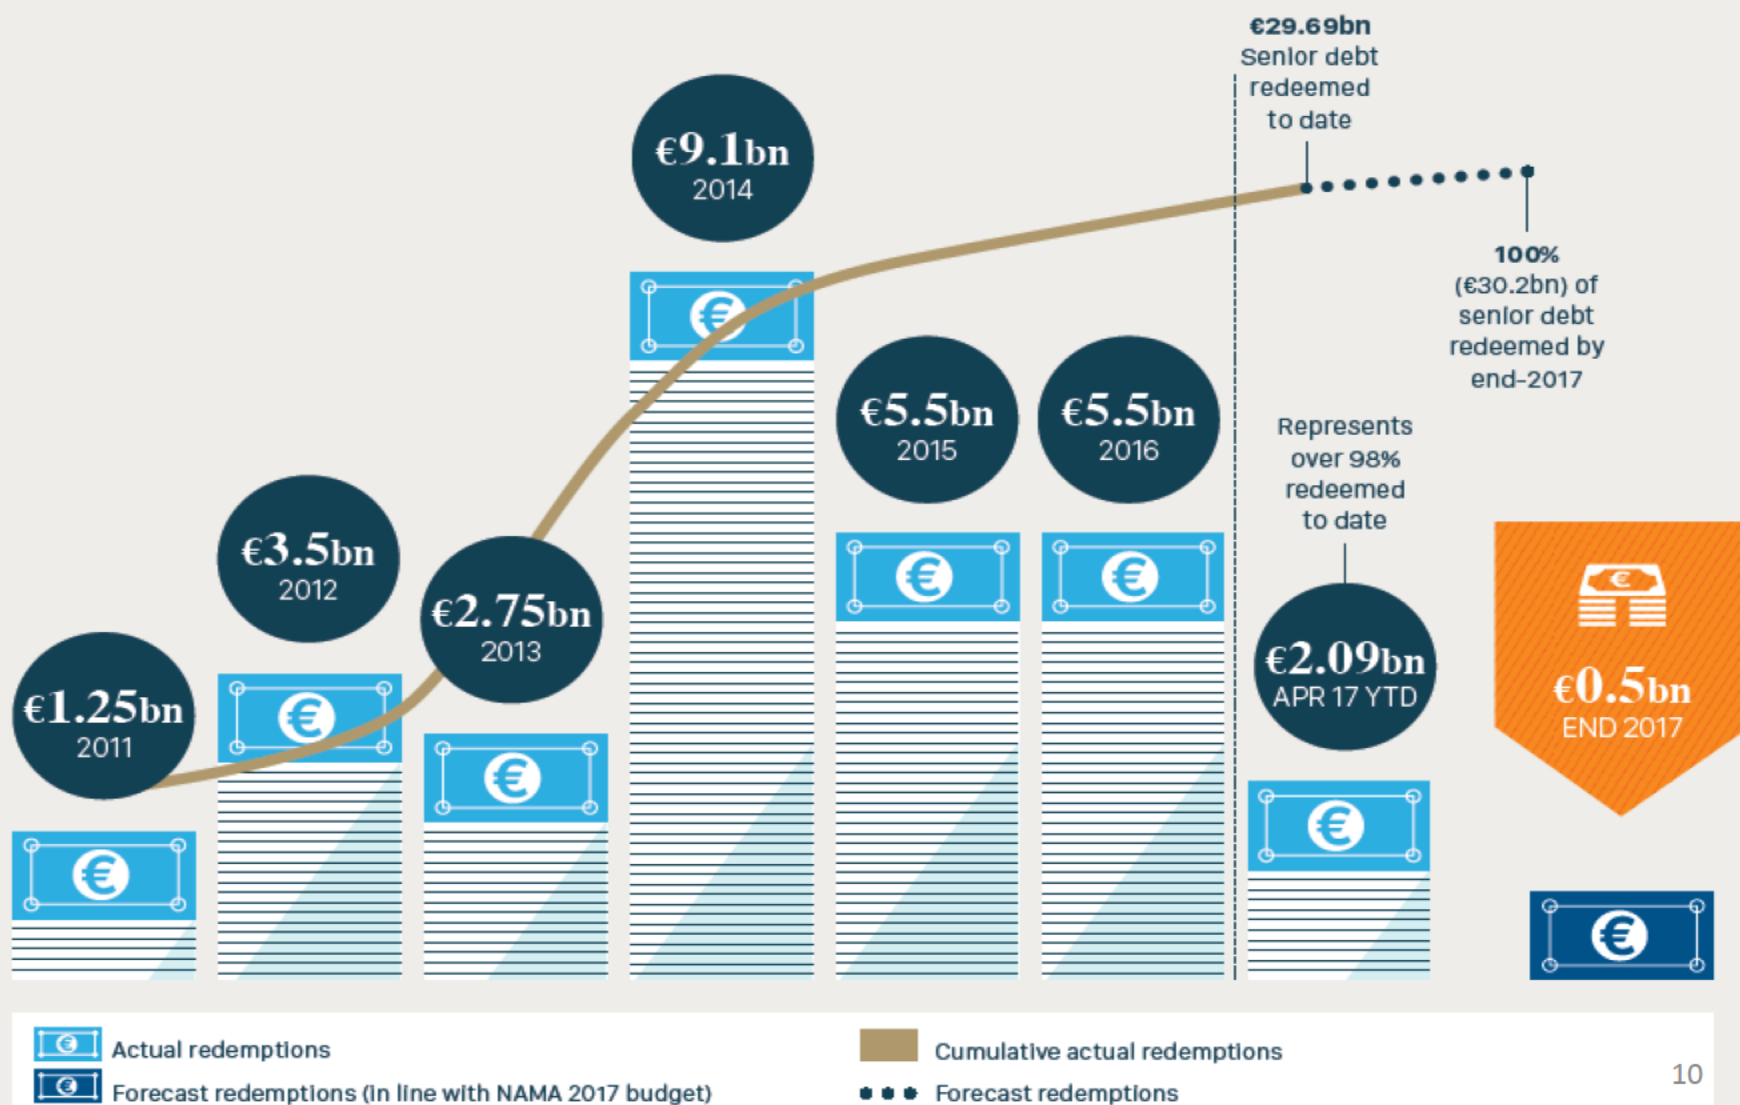 €29.69bn
Senior debt
redeemed
to date
€9.1bn
2014
100%
(€30.2bn) of
senior debt
redeemed by
end-2017
€5.5bn
2015
€5.5bn
2016
Represents
over 98%
redeemed
to date
€3.5bn
2012
€2.75bn
2013
€2.09bn
APR 17 YTD
€0.5bn
END 2017
€1.25bn
2011
Actual redemptions
Forecast redemptions (in line with NAMA 2017 budget)
Cumulative actual redemptions
Forecast redemptions
10